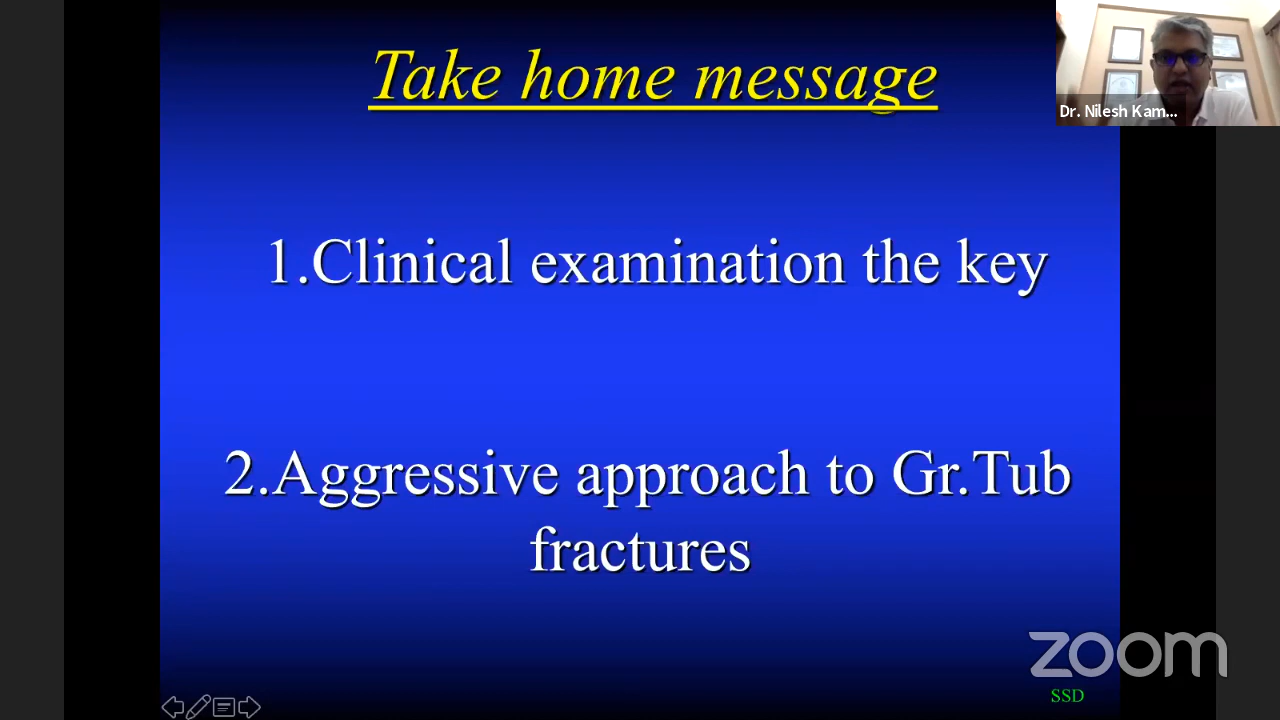 Take home message
Dr. Nilesh Kam...
1.Clinical examination the key
2.Aggressive approach to Gr.Tub
fractures
zoom
SSD